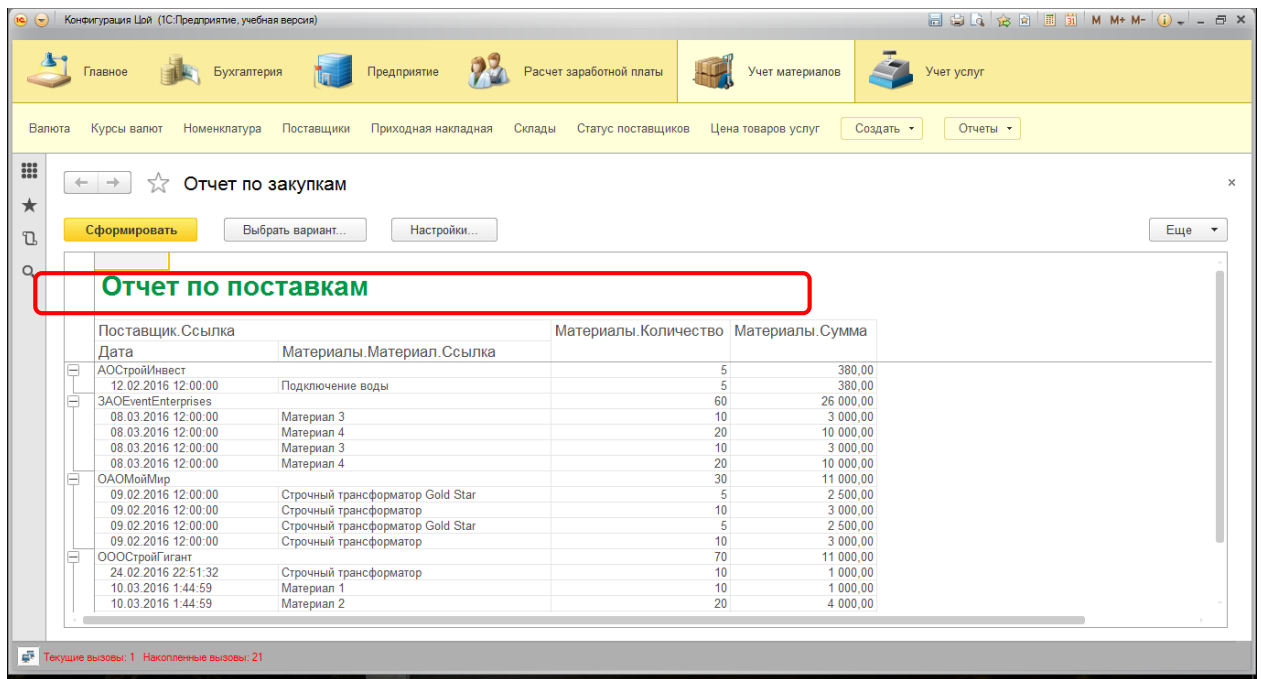 Конфигурация Цой (1С:Предприятие, учебная версия) M M+ M-
Главное Бухгалтерия Предприятие Расчет заработной платы Учет материалов Учет услуг
Валюта Курсы валют Номенклатура Поставщики Приходная накладная Склады Статус поставщиков Цена товаров услуг Создать Отчеты
Отчет по закупкам
Сформировать Выбрать вариант... Настройки... Еще
Отчет по поставкам
Поставщик.Ссылка Материалы.Количество Материалы.Сумма
Дата Материалы.Материал.Ссылка
АОСтройИнвест 5 380,00
12.02.2016 12:00:00 Подключение воды 5 380,00
ЗАОEventEnterprises 60 26 000,00
08.03.2016 12:00:00 Материал 3 10 3 000,00
08.03.2016 12:00:00 Материал 4 20 10 000,00
08.03.2016 12:00:00 Материал 3 10 3 000,00
08.03.2016 12:00:00 Материал 4 20 10 000,00
ОАОМойМир 30 11 000,00
09.02.2016 12:00:00 Строчный трансформатор Gold Star 5 2 500,00
09.02.2016 12:00:00 Строчный трансформатор 10 3 000,00
09.02.2016 12:00:00 Строчный трансформатор Gold Star 5 2 500,00
09.02.2016 12:00:00 Строчный трансформатор 10 3 000,00
ОООСтройГигант 70 11 000,00
24.02.2016 22:51:32 Строчный трансформатор 10 1 000,00
10.03.2016 1:44:59 Материал 1 10 1 000,00
10.03.2016 1:44:59 Материал 2 20 4 000,00
Текущие вызовы: 1 Накопленные вызовы: 21